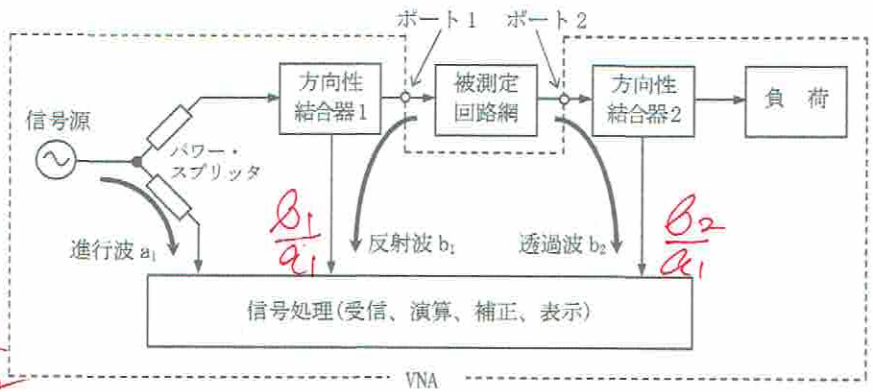 ポート1 ポート2
方向性
結合器1
被測定
回路網
方向性
結合器2
負 荷
信号源
パワー・
スプリッタ
進行波 a₁
b₁
a₁
反射波 b₁
透過波 b₂
b₂
a₁
信号処理(受信、演算、補正、表示)
VNA